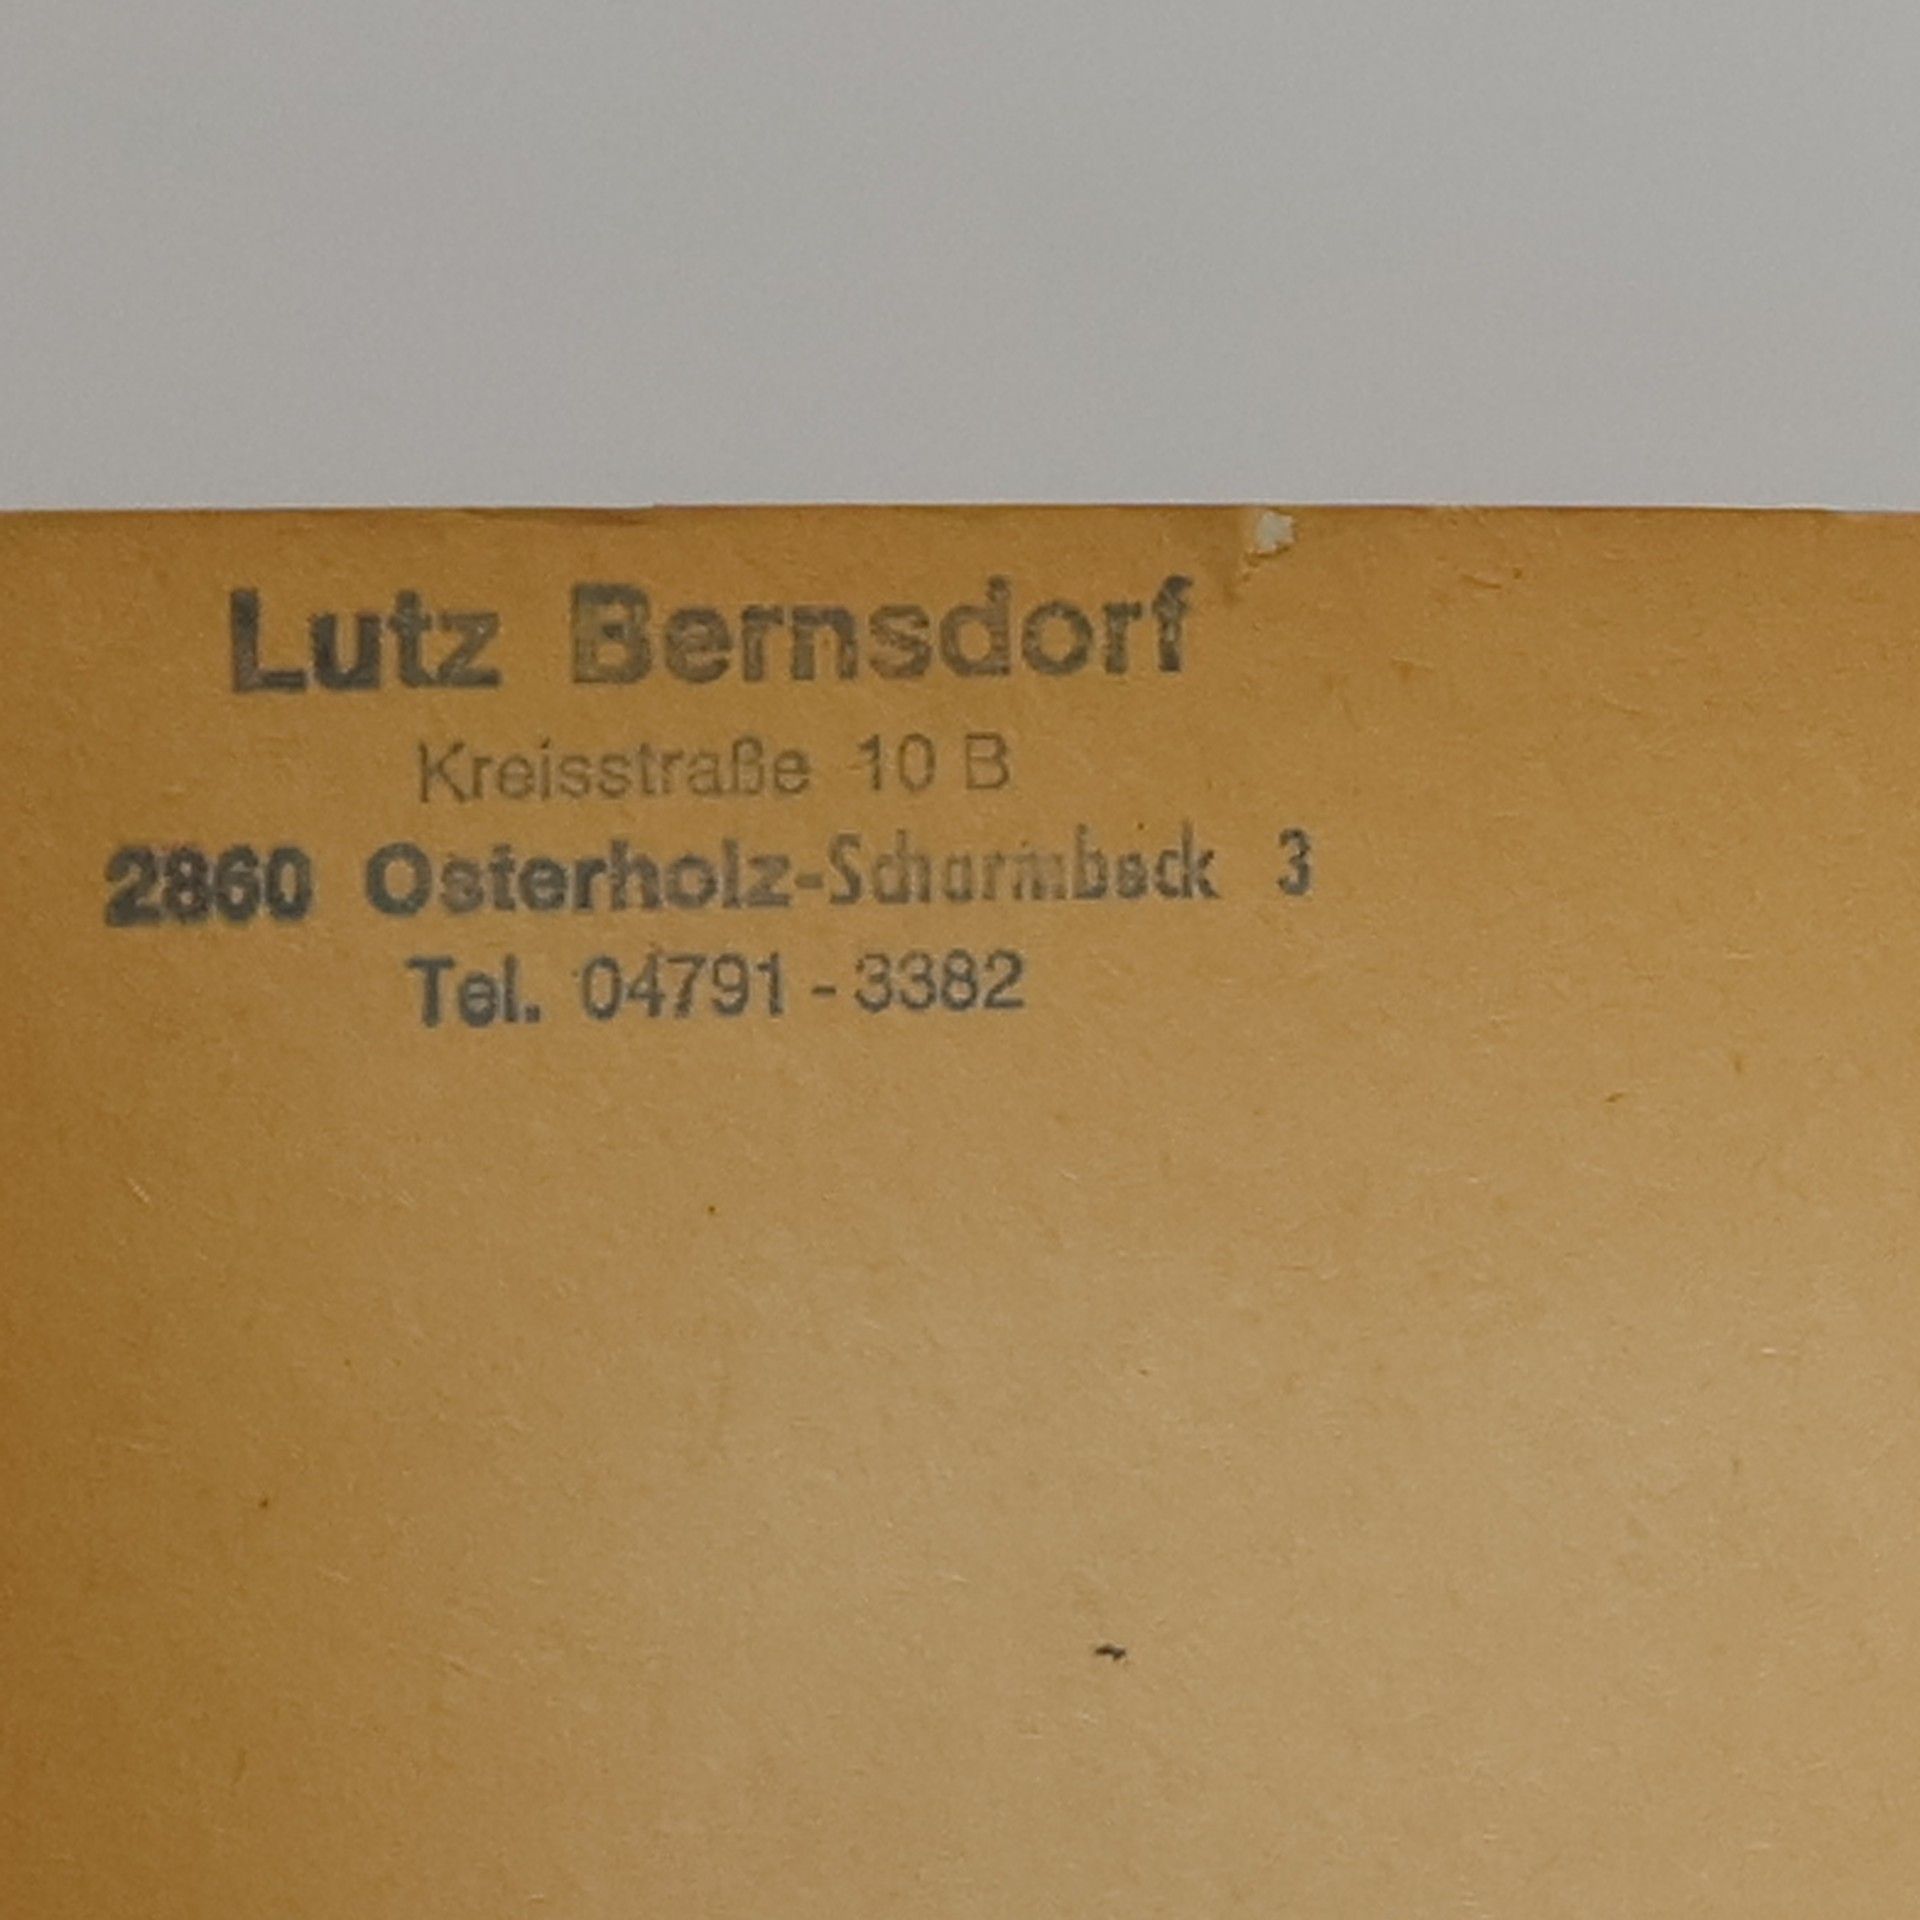 Lutz Bernsdorf
Kreisstraße 10 B
2860 Osterholz-Scharmbeck 3
Tel. 04791 - 3382